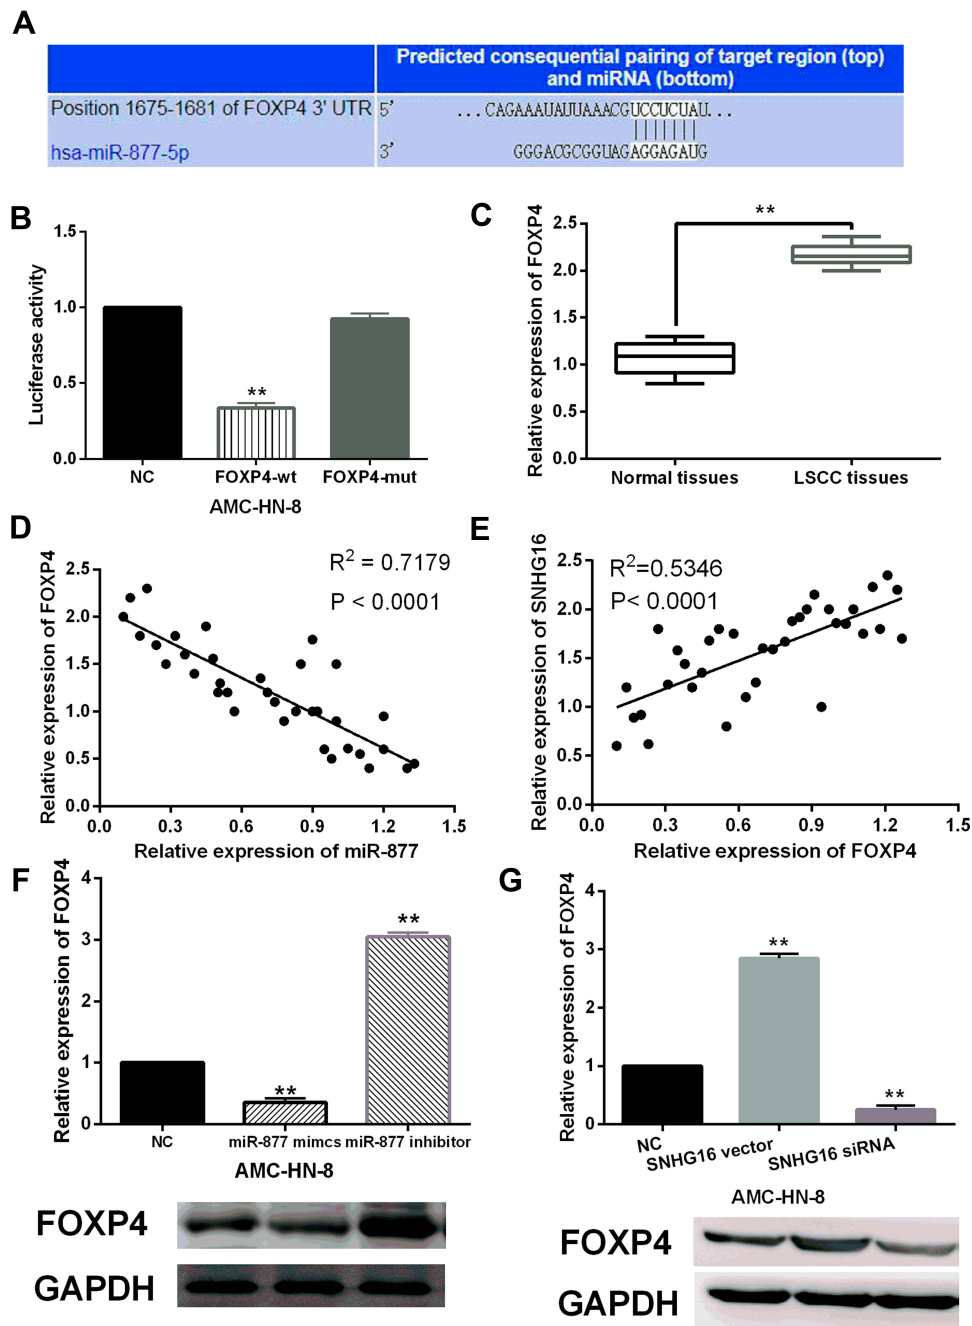 A
Predicted consequential pairing of target region (top)
and miRNA (bottom)
Position 1675-1681 of FOXP4 3' UTR 5' ...CAGAAAUAUUAAACGUCCUCUAU...
hsa-miR-877-5p 3' GGGACGCGGUAGAGGAGAUG
B
Luciferase activity
1.5
1.0
0.5
0.0
**
NC FOXP4-wt FOXP4-mut
AMC-HN-8
C
Relative expression of FOXP4
2.5
2.0
1.5
1.0
0.5
0.0
**
Normal tissues LSCC tissues
D
Relative expression of FOXP4
2.5
2.0
1.5
1.0
0.5
0.0
R2 = 0.7179
P < 0.0001
0.0 0.3 0.6 0.9 1.2 1.5
Relative expression of miR-877
E
Relative expression of SNHG16
2.5
2.0
1.5
1.0
0.5
0.0
R2=0.5346
P< 0.0001
0.0 0.3 0.6 0.9 1.2 1.5
Relative expression of FOXP4
F
Relative expression of FOXP4
4
3
2
1
0
**
**
NC miR-877 mimcs miR-877 inhibitor
AMC-HN-8
FOXP4
GAPDH
G
Relative expression of FOXP4
4
3
2
1
0
**
**
NC SNHG16 vector SNHG16 siRNA
AMC-HN-8
FOXP4
GAPDH